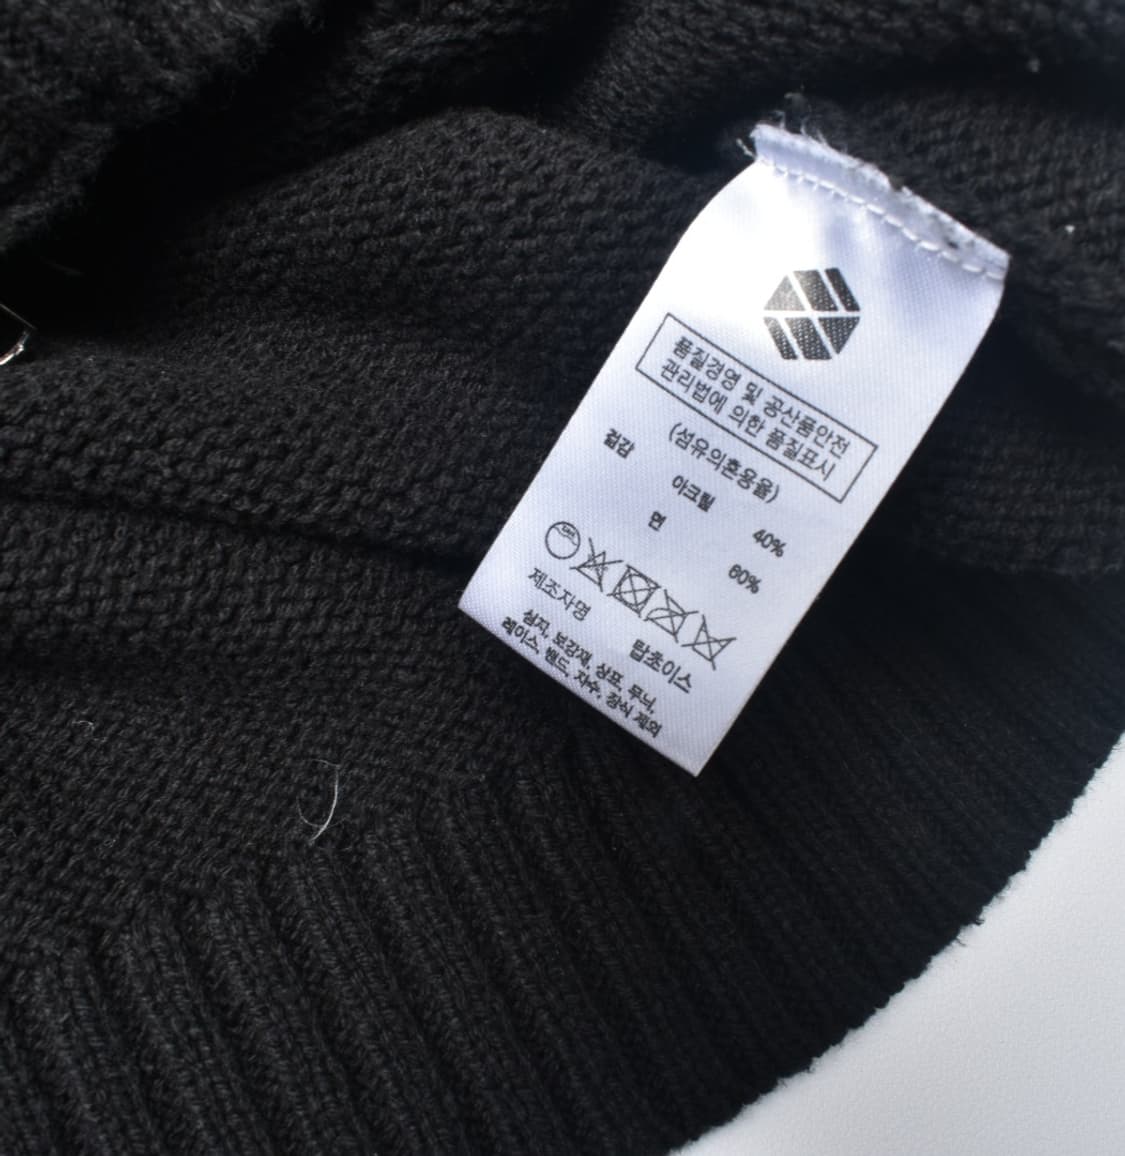 품질경영 및 공산품안전
관리법에 의한 품질표시
(섬유의혼용율)
겉감
아크릴 40%
면 60%
제조자명 탑초이스
심지, 보강재, 상표, 무늬,
레이스, 밴드, 자수, 장식 제외